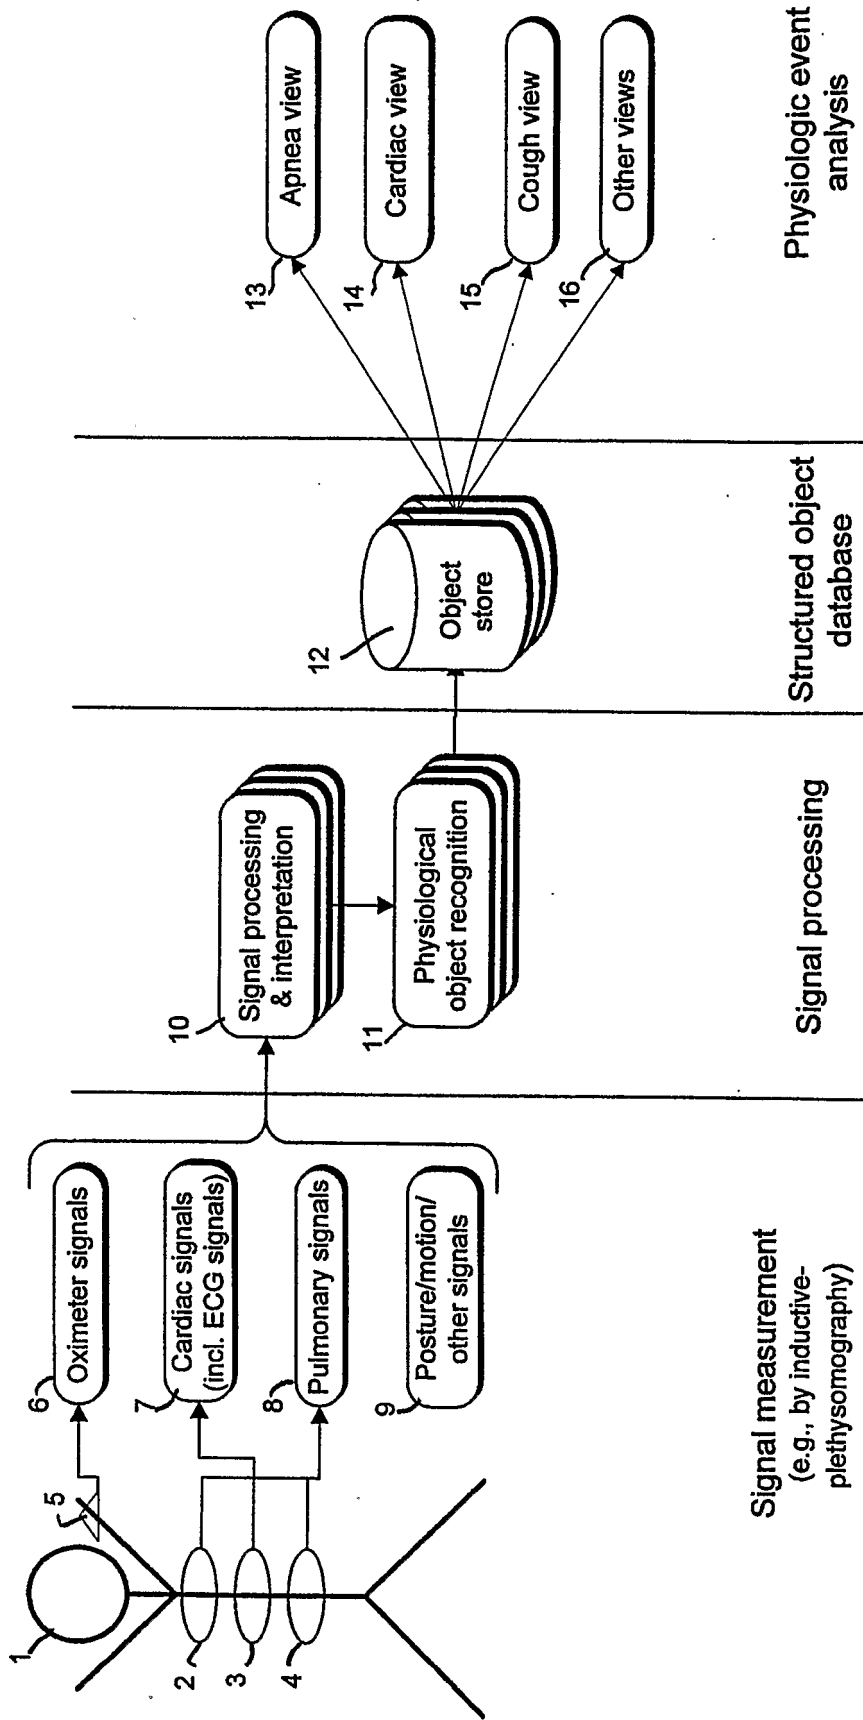 1
2
3
4
5
6
Oximeter signals
7
Cardiac signals
(incl. ECG signals)
8
Pulmonary signals
9
Posture/motion/
other signals
Signal measurement
(e.g., by inductive-
plethysomography)
10
Signal processing
& interpretation
11
Physiological
object recognition
Signal processing
12
Object
store
Structured object
database
13
Apnea view
14
Cardiac view
15
Cough view
16
Other views
Physiologic event
analysis